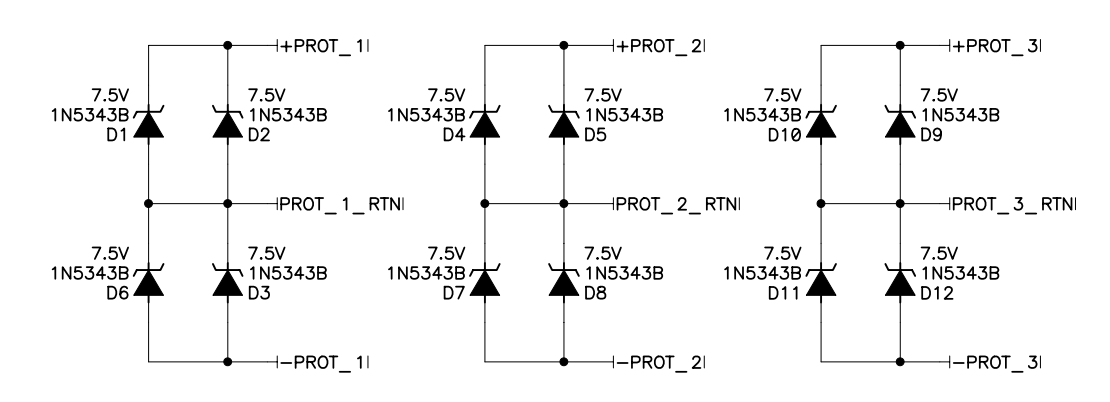 +PROT_1
+PROT_2
+PROT_3
7.5V
1N5343B
D1
7.5V
1N5343B
D2
7.5V
1N5343B
D4
7.5V
1N5343B
D5
7.5V
1N5343B
D10
7.5V
1N5343B
D9
PROT_1_RTN
PROT_2_RTN
PROT_3_RTN
7.5V
1N5343B
D6
7.5V
1N5343B
D3
7.5V
1N5343B
D7
7.5V
1N5343B
D8
7.5V
1N5343B
D11
7.5V
1N5343B
D12
-PROT_1
-PROT_2
-PROT_3